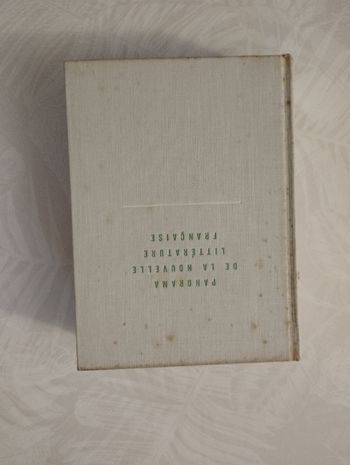 PANORAMA
DE LA NOUVELLE
LITTÉRATURE
FRANÇAISE